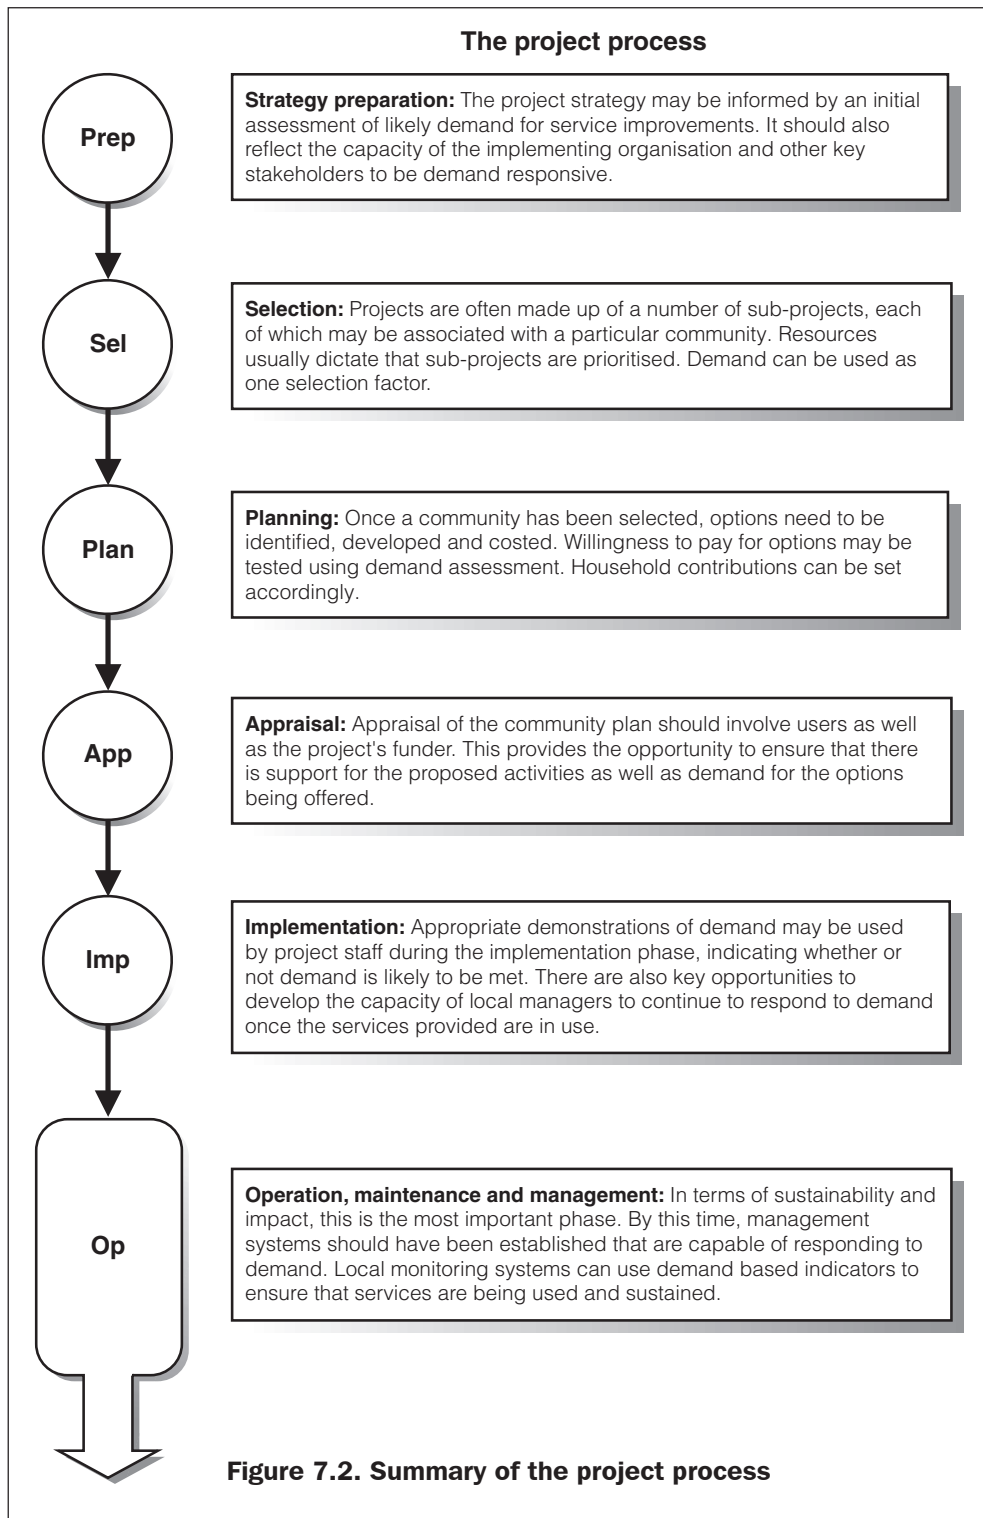 The project process
Prep
Strategy preparation: The project strategy may be informed by an initial
assessment of likely demand for service improvements. It should also
reflect the capacity of the implementing organisation and other key
stakeholders to be demand responsive.
Sel
Selection: Projects are often made up of a number of sub-projects, each
of which may be associated with a particular community. Resources
usually dictate that sub-projects are prioritised. Demand can be used as
one selection factor.
Plan
Planning: Once a community has been selected, options need to be
identified, developed and costed. Willingness to pay for options may be
tested using demand assessment. Household contributions can be set
accordingly.
App
Appraisal: Appraisal of the community plan should involve users as well
as the project's funder. This provides the opportunity to ensure that there
is support for the proposed activities as well as demand for the options
being offered.
Imp
Implementation: Appropriate demonstrations of demand may be used
by project staff during the implementation phase, indicating whether or
not demand is likely to be met. There are also key opportunities to
develop the capacity of local managers to continue to respond to demand
once the services provided are in use.
Op
Operation, maintenance and management: In terms of sustainability and
impact, this is the most important phase. By this time, management
systems should have been established that are capable of responding to
demand. Local monitoring systems can use demand based indicators to
ensure that services are being used and sustained.
Figure 7.2. Summary of the project process